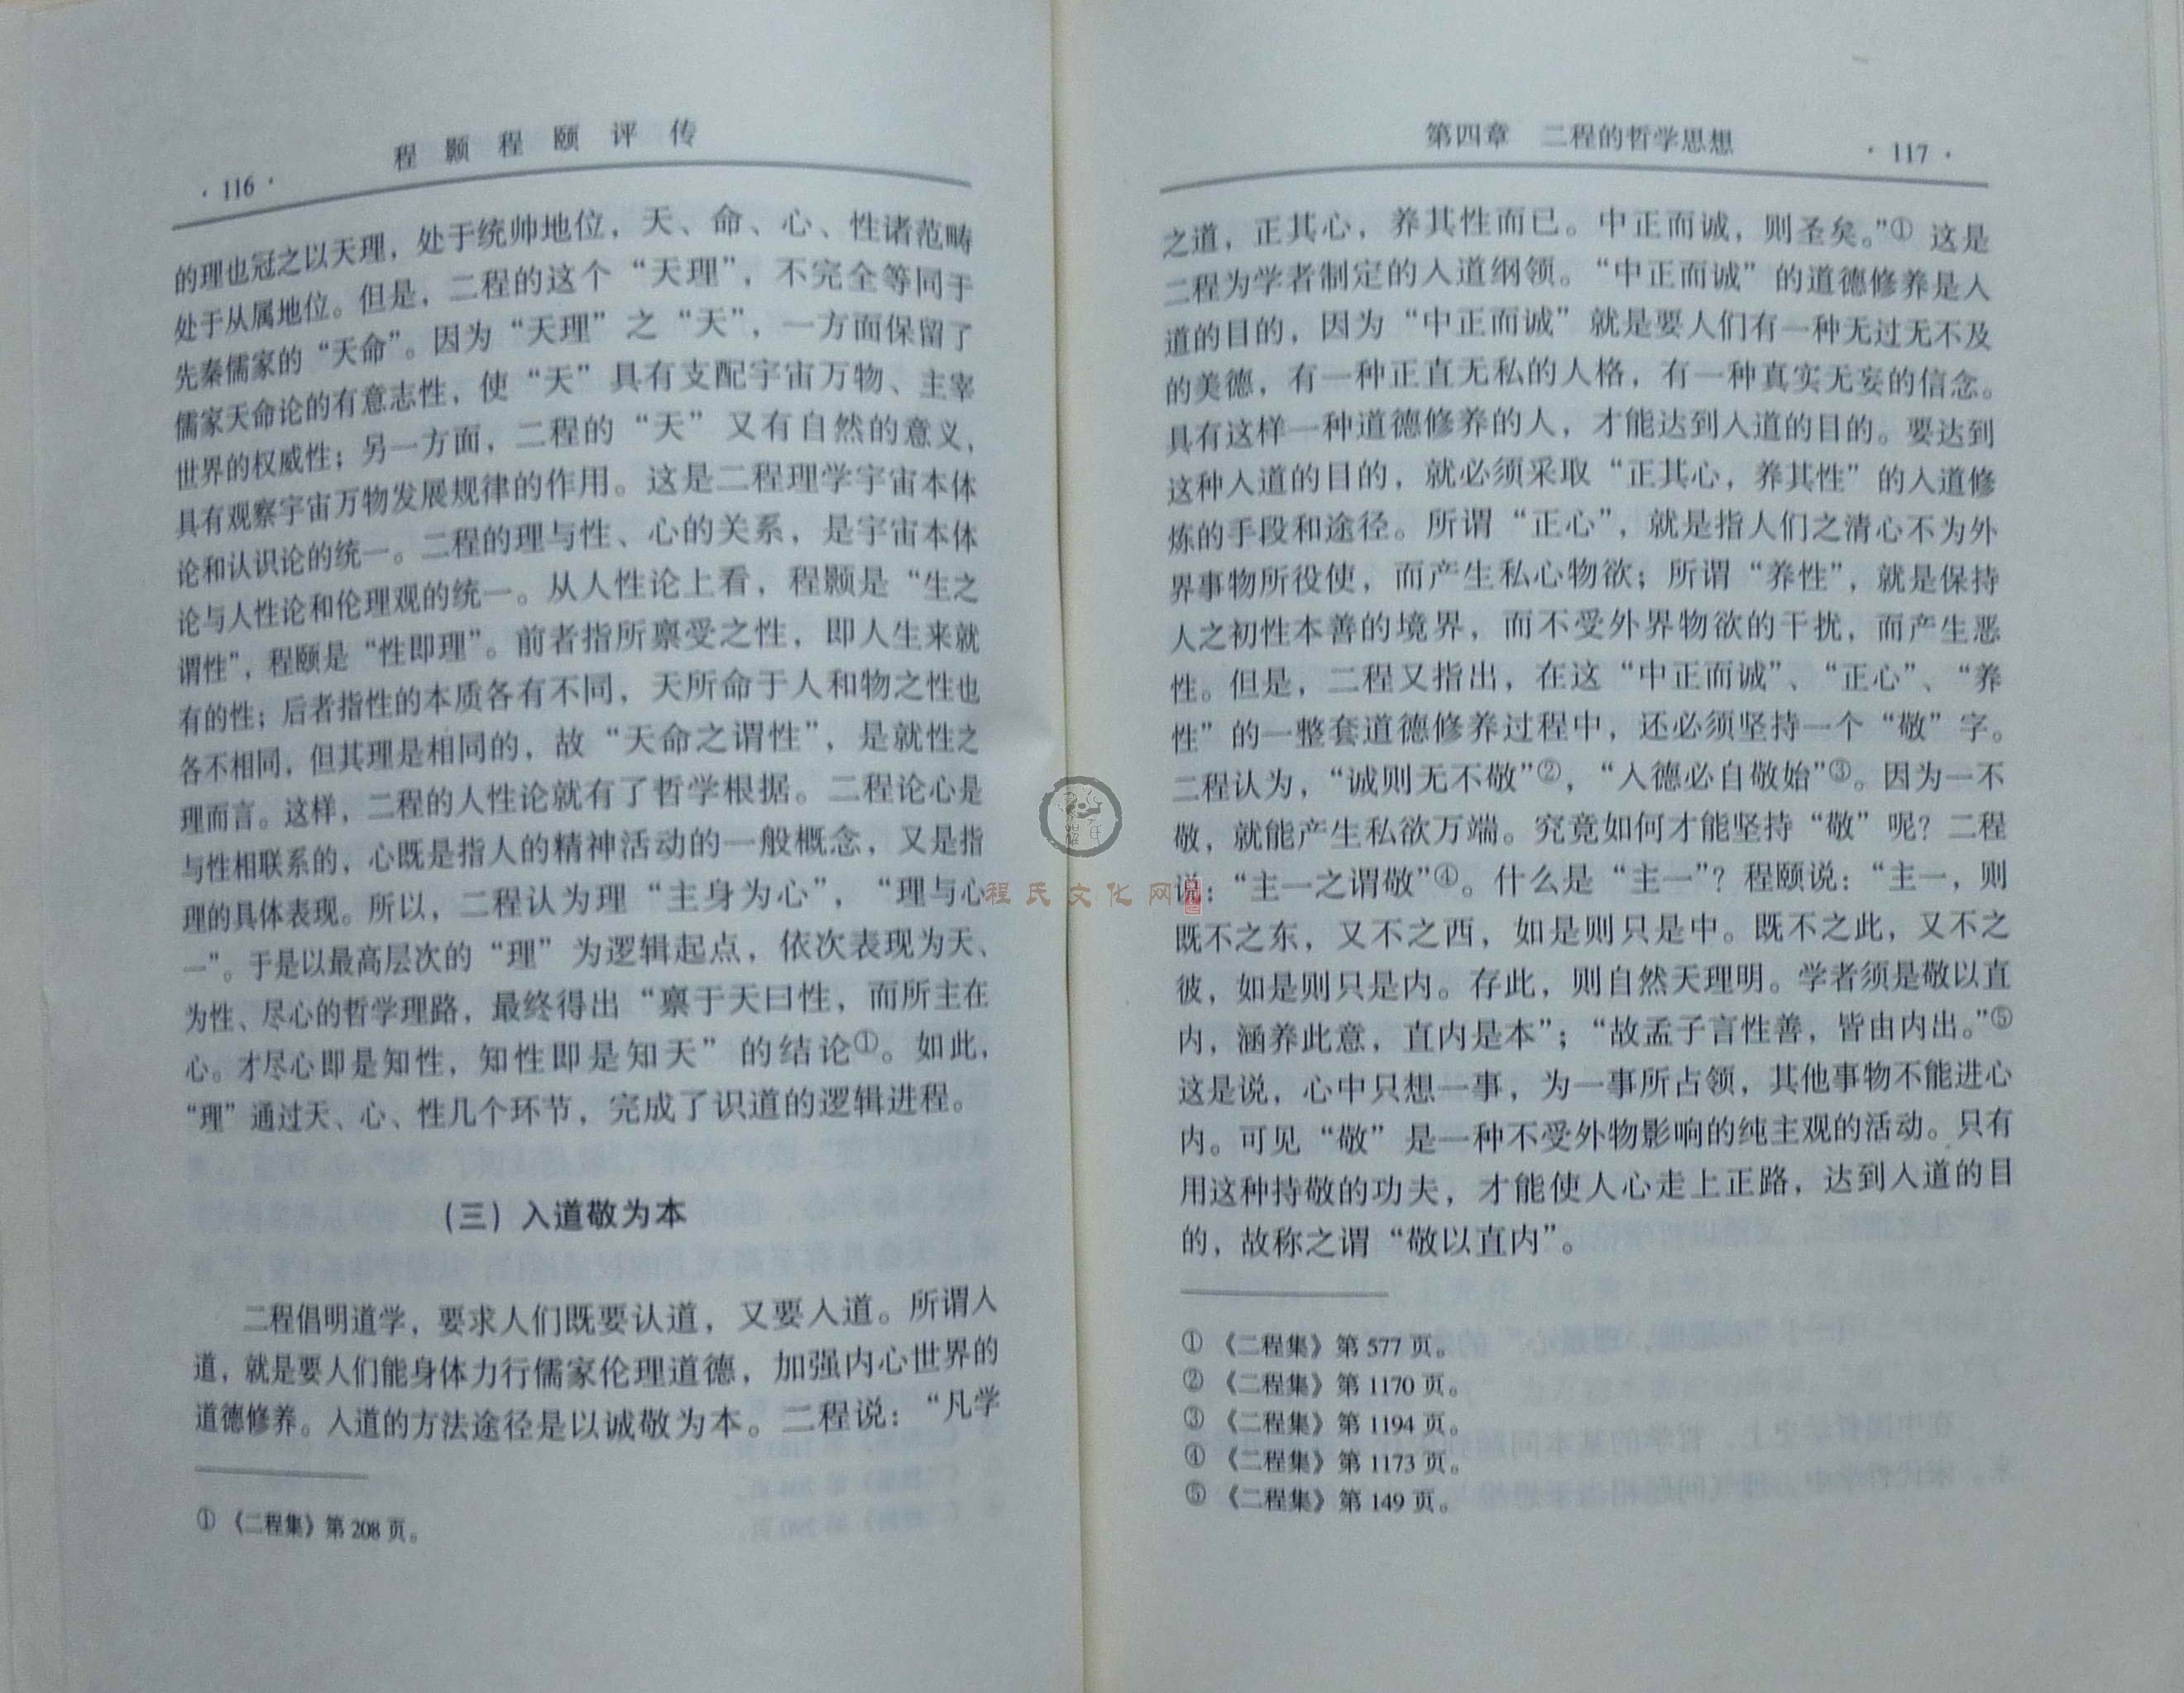 程颢程颐评传
·116·
的理也冠之以天理，处于统帅地位，天、命、心、性诸范畴
处于从属地位。但是，二程的这个“天理”，不完全等同于
先秦儒家的“天命”。因为“天理”之“天”，一方面保留了
儒家天命论的有意志性，使“天”具有支配宇宙万物、主宰
世界的权威性；另一方面，二程的“天”又有自然的意义，
具有观察宇宙万物发展规律的作用。这是二程理学宇宙本体
论和认识论的统一。二程的理与性、心的关系，是宇宙本体
论与人性论和伦理观的统一。从人性论上看，程颢是“生之
谓性”，程颐是“性即理”。前者指所禀受之性，即人生来就
有的性；后者指性的本质各有不同，天所命于人和物之性也
各不相同，但其理是相同的，故“天命之谓性”，是就性之
理而言。这样，二程的人性论就有了哲学根据。二程论心是
与性相联系的，心既是指人的精神活动的一般概念，又是指
理的具体表现。所以，二程认为理“主身为心”，“理与心
一”。于是以最高层次的“理”为逻辑起点，依次表现为天、
为性、尽心的哲学理路，最终得出“禀于天曰性，而所主在
心。才尽心即是知性，知性即是知天”的结论①。如此，
“理”通过天、心、性几个环节，完成了识道的逻辑进程。
（三）入道敬为本
二程倡明道学，要求人们既要认道，又要入道。所谓入
道，就是要人们能身体力行儒家伦理道德，加强内心世界的
道德修养。入道的方法途径是以诚敬为本。二程说：“凡学
①《二程集》第 208 页。
第四章 二程的哲学思想
·117·
之道，正其心，养其性而已。中正而诚，则圣矣。”①这是
二程为学者制定的入道纲领。“中正而诚”的道德修养是人
道的目的，因为“中正而诚”就是要人们有一种无过无不及
的美德，有一种正直无私的人格，有一种真实无妄的信念。
具有这样一种道德修养的人，才能达到入道的目的。要达到
这种入道的目的，就必须采取“正其心，养其性”的入道修
炼的手段和途径。所谓“正心”，就是指人们之清心不为外
界事物所役使，而产生私心物欲；所谓“养性”，就是保持
人之初性本善的境界，而不受外界物欲的干扰，而产生恶
性。但是，二程又指出，在这“中正而诚”、“正心”、“养
性”的一整套道德修养过程中，还必须坚持一个“敬”字。
二程认为，“诚则无不敬”②，“入德必自敬始”③。因为一不
敬，就能产生私欲万端。究竟如何才能坚持“敬”呢？二程
说：“主一之谓敬”④。什么是“主一”？程颐说：“主一，则
既不之东，又不之西，如是则只是中。既不之此，又不之
彼，如是则只是内。存此，则自然天理明。学者须是敬以直
内，涵养此意，直内是本”；“故孟子言性善，皆由内出。”⑤
这是说，心中只想一事，为一事所占领，其他事物不能进心
内。可见“敬”是一种不受外物影响的纯主观的活动。只有
用这种持敬的功夫，才能使人心走上正路，达到入道的目
的，故称之谓“敬以直内”。
①《二程集》第 577 页。
②《二程集》第 1170 页。
③《二程集》第 1194 页。
④《二程集》第 1173 页。
⑤《二程集》第 149 页。
程氏文化网